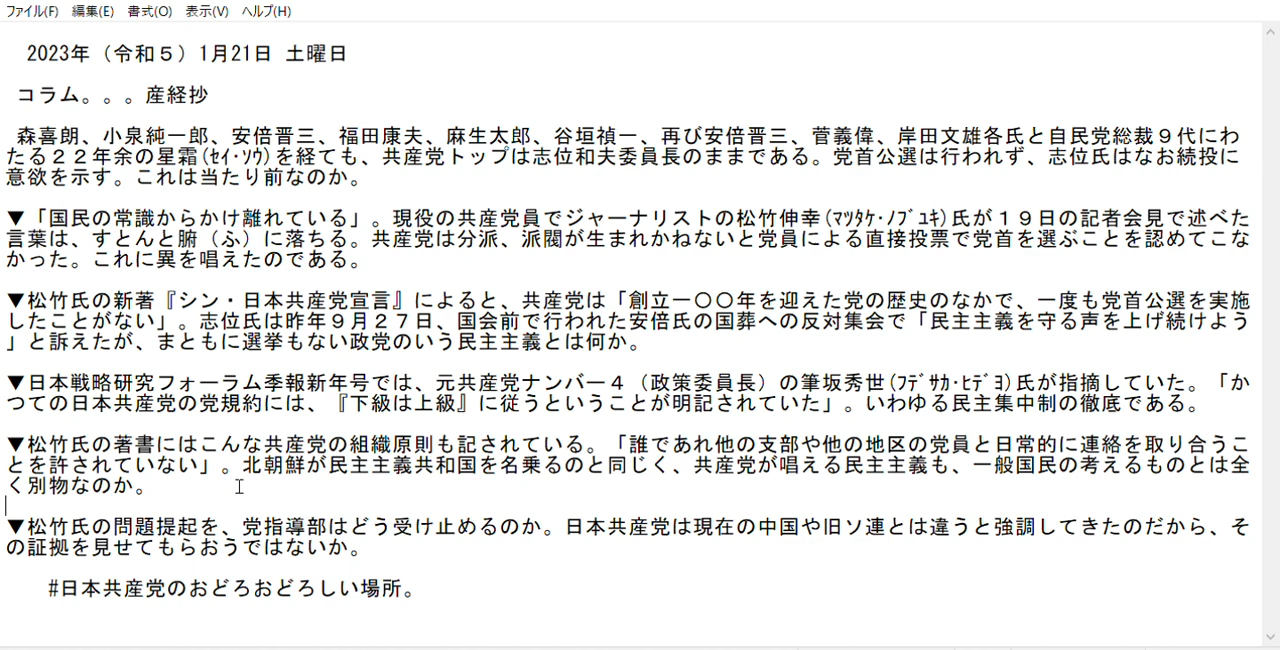 ファイル(F) 編集(E) 書式(O) 表示(V) ヘルプ(H)
2023年（令和５）1月21日 土曜日
コラム。。。産経抄
森喜朗、小泉純一郎、安倍晋三、福田康夫、麻生太郎、谷垣禎一、再び安倍晋三、菅義偉、岸田文雄各氏と自民党総裁９代にわ
たる２２年余の星霜(ｾｲ･ｿｳ)を経ても、共産党トップは志位和夫委員長のままである。党首公選は行われず、志位氏はなお続投に
意欲を示す。これは当たり前なのか。
▼「国民の常識からかけ離れている」。現役の共産党員でジャーナリストの松竹伸幸(ﾏﾂﾀｹ･ﾉﾌﾞﾕｷ)氏が１９日の記者会見で述べた
言葉は、すとんと腑（ふ）に落ちる。共産党は分派、派閥が生まれかねないと党員による直接投票で党首を選ぶことを認めてこな
かった。これに異を唱えたのである。
▼松竹氏の新著『シン・日本共産党宣言』によると、共産党は「創立一〇〇年を迎えた党の歴史のなかで、一度も党首公選を実施
したことがない」。志位氏は昨年９月２７日、国会前で行われた安倍氏の国葬への反対集会で「民主主義を守る声を上げ続けよう
」と訴えたが、まともに選挙もない政党のいう民主主義とは何か。
▼日本戦略研究フォーラム季報新年号では、元共産党ナンバー４（政策委員長）の筆坂秀世(ﾌﾃﾞｻｶ･ﾋﾃﾞﾖ)氏が指摘していた。「か
つての日本共産党の党規約には、『下級は上級』に従うということが明記されていた」。いわゆる民主集中制の徹底である。
▼松竹氏の著書にはこんな共産党の組織原則も記されている。「誰であれ他の支部や他の地区の党員と日常的に連絡を取り合うこ
とを許されていない」。北朝鮮が民主主義共和国を名乗るのと同じく、共産党が唱える民主主義も、一般国民の考えるものとは全
く別物なのか。
▼松竹氏の問題提起を、党指導部はどう受け止めるのか。日本共産党は現在の中国や旧ソ連とは違うと強調してきたのだから、そ
の証拠を見せてもらおうではないか。
#日本共産党のおどろおどろしい場所。